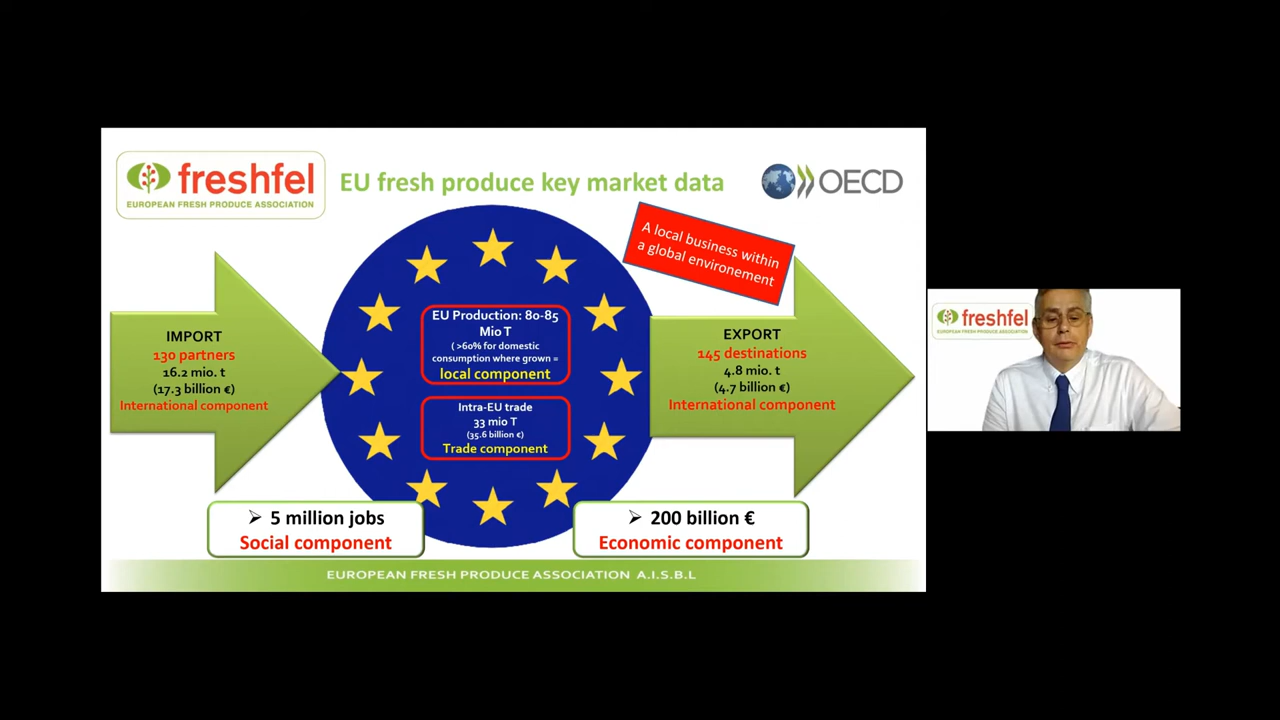 freshfel
EUROPEAN FRESH PRODUCE ASSOCIATION
EU fresh produce key market data
OECD
A local business within
a global environement
IMPORT
130 partners
16.2 mio. t
(17.3 billion €)
International component
EU Production: 80-85
Mio T
( >60% for domestic
consumption where grown =
local component
Intra-EU trade
33 mio T
(35.6 billion €)
Trade component
EXPORT
145 destinations
4.8 mio. t
(4.7 billion €)
International component
➢ 5 million jobs
Social component
➢ 200 billion €
Economic component
EUROPEAN FRESH PRODUCE ASSOCIATION A.I.S.B.L
freshfel
EUROPEAN FRESH PRODUCE ASSOCIATION